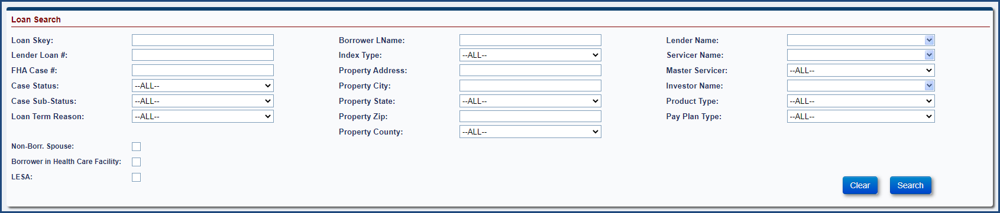 Loan Search
Loan Skey: Borrower LName: Lender Name:
Lender Loan #: Index Type: --ALL-- Servicer Name:
FHA Case #: Property Address: Master Servicer: --ALL--
Case Status: --ALL-- Property City: Investor Name:
Case Sub-Status: --ALL-- Property State: --ALL-- Product Type: --ALL--
Loan Term Reason: --ALL-- Property Zip: Pay Plan Type: --ALL--
Property County: --ALL--
Non-Borr. Spouse:
Borrower in Health Care Facility:
LESA:
Clear Search